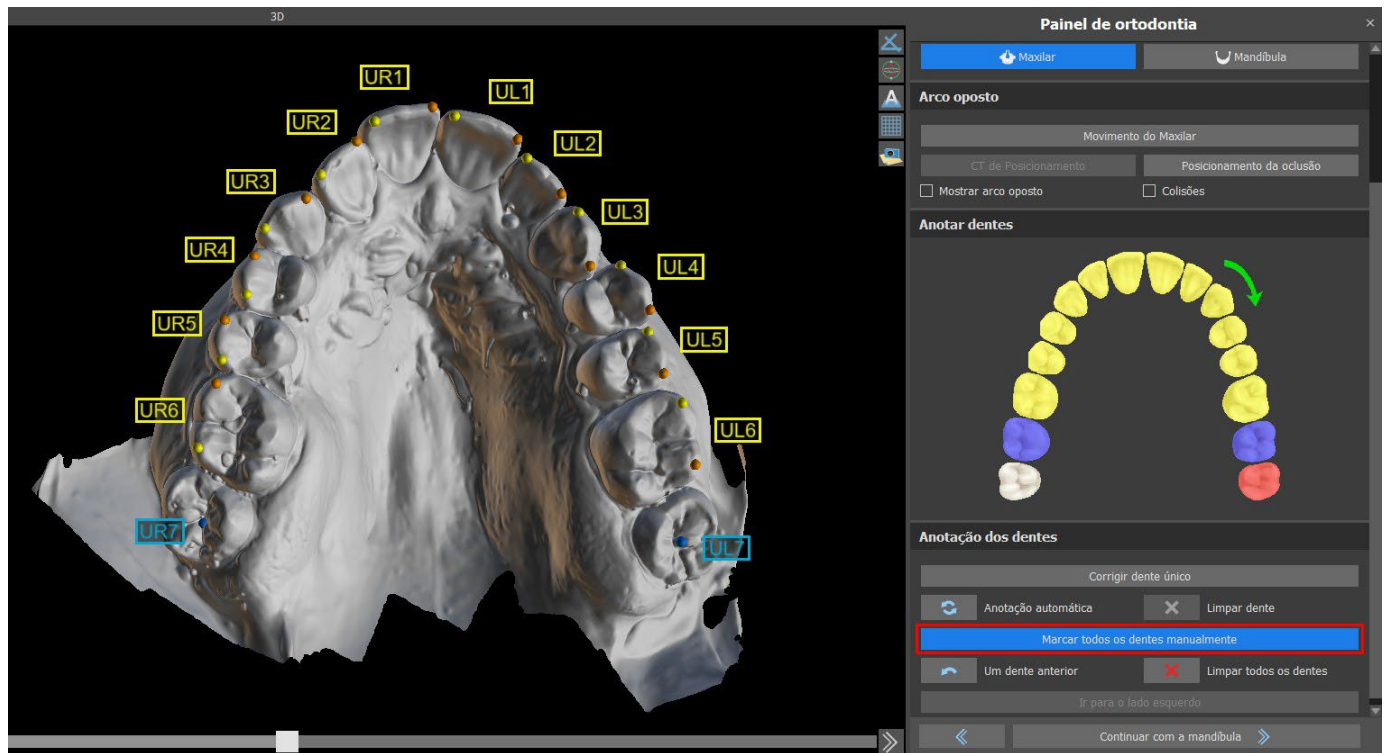 3D
UR1
UL1
UR2
UL2
UR3
UL3
UR4
UL4
UR5
UL5
UR6
UL6
UR7
UL7
Painel de ortodontia
Maxilar
Mandíbula
Arco oposto
Movimento do Maxilar
CT de Posicionamento
Posicionamento da oclusão
Mostrar arco oposto
Colisões
Anotar dentes
Anotação dos dentes
Corrigir dente único
Anotação automática
Limpar dente
Marcar todos os dentes manualmente
Um dente anterior
Limpar todos os dentes
Ir para o lado esquerdo
Continuar com a mandíbula